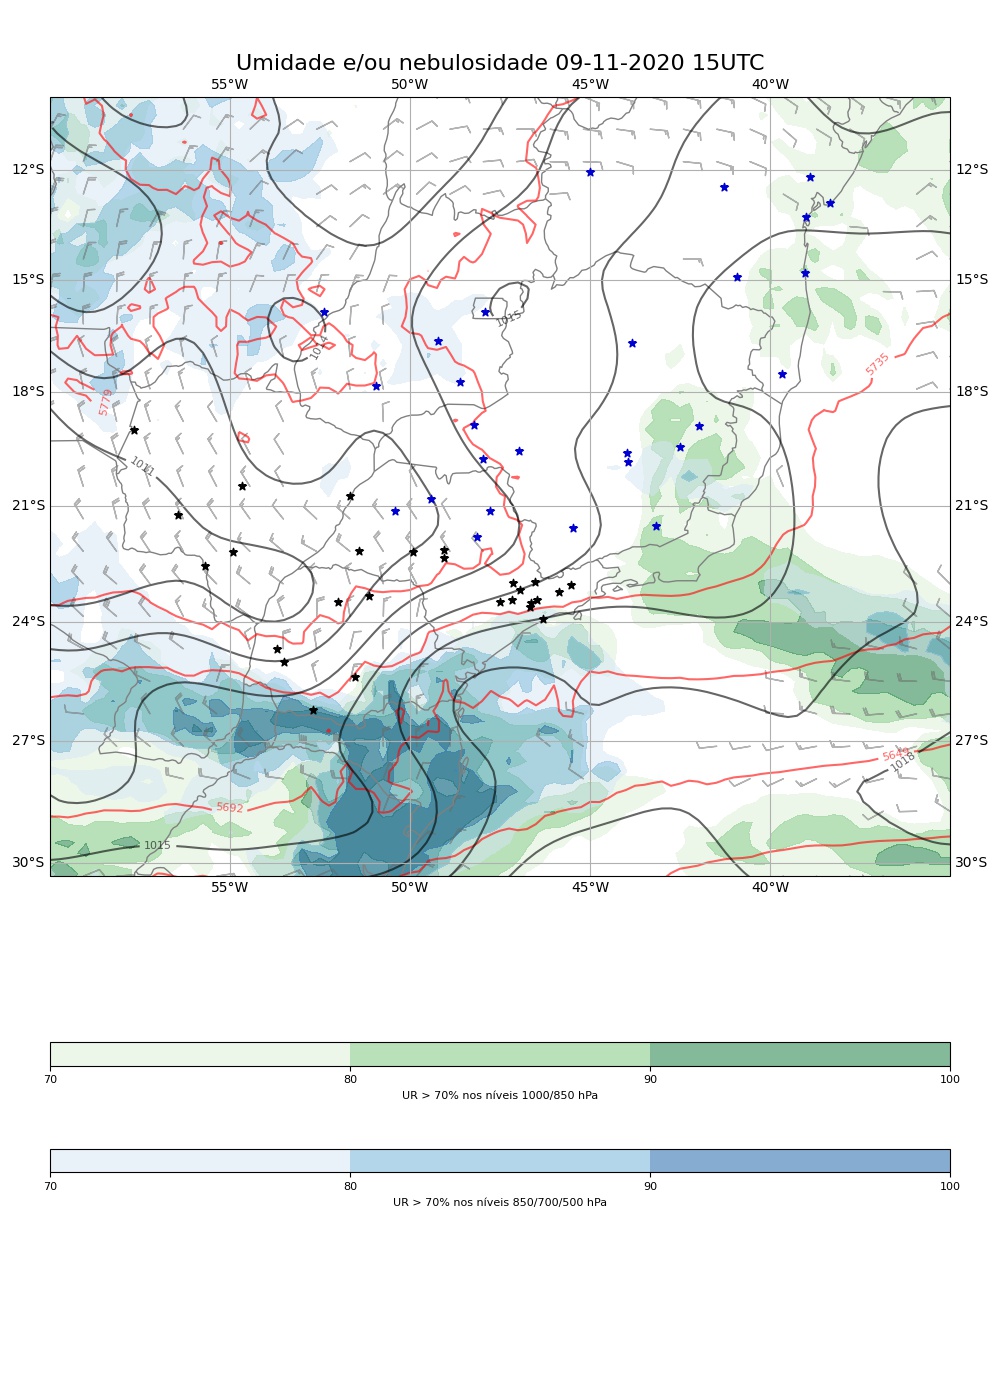 Umidade e/ou nebulosidade 09-11-2020 15UTC
55°W 50°W 45°W 40°W
12°S 12°S
15°S 15°S
1015
1014
5735
18°S 18°S
5779
1011
21°S 21°S
24°S 24°S
27°S 27°S
5649
1018
5692
1015
30°S 30°S
55°W 50°W 45°W 40°W
70 80 90 100
UR > 70% nos níveis 1000/850 hPa
70 80 90 100
UR > 70% nos níveis 850/700/500 hPa